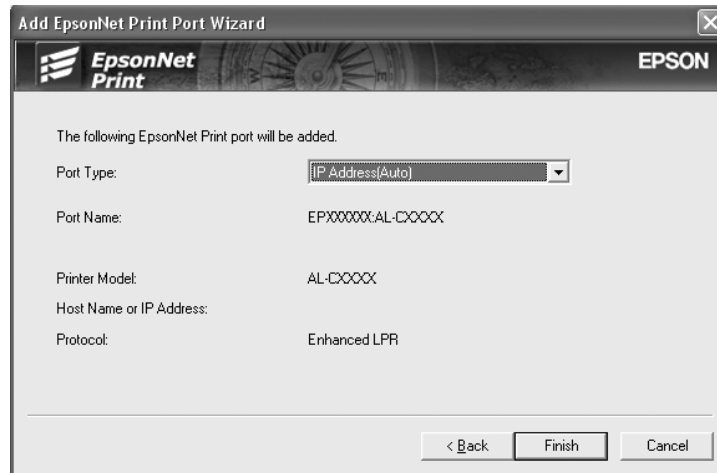 Add EpsonNet Print Port Wizard
EpsonNet
Print
EPSON
The following EpsonNet Print port will be added.
Port Type: IP Address(Auto)
Port Name: EPXXXXXX:AL-CXXXX
Printer Model: AL-CXXXX
Host Name or IP Address:
Protocol: Enhanced LPR
< Back Finish Cancel